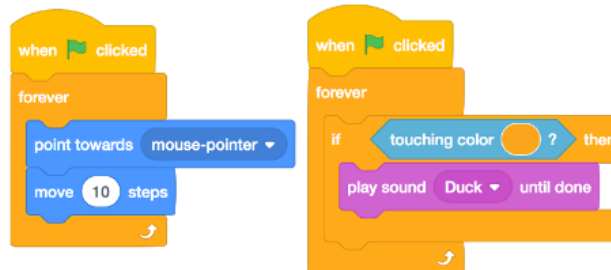 when clicked
forever
point towards mouse-pointer
move 10 steps
when clicked
forever
if touching color ? then
play sound Duck until done